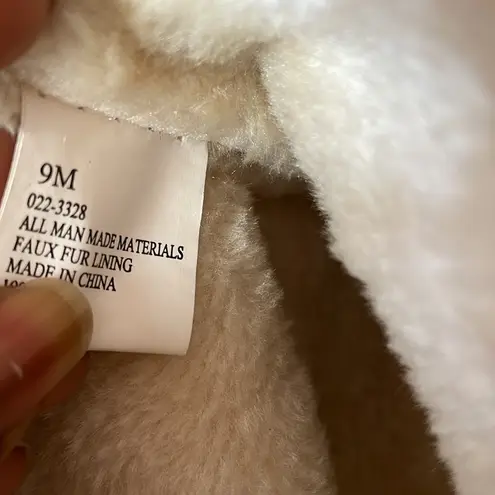 9M
022-3328
ALL MAN MADE MATERIALS
FAUX FUR LINING
MADE IN CHINA